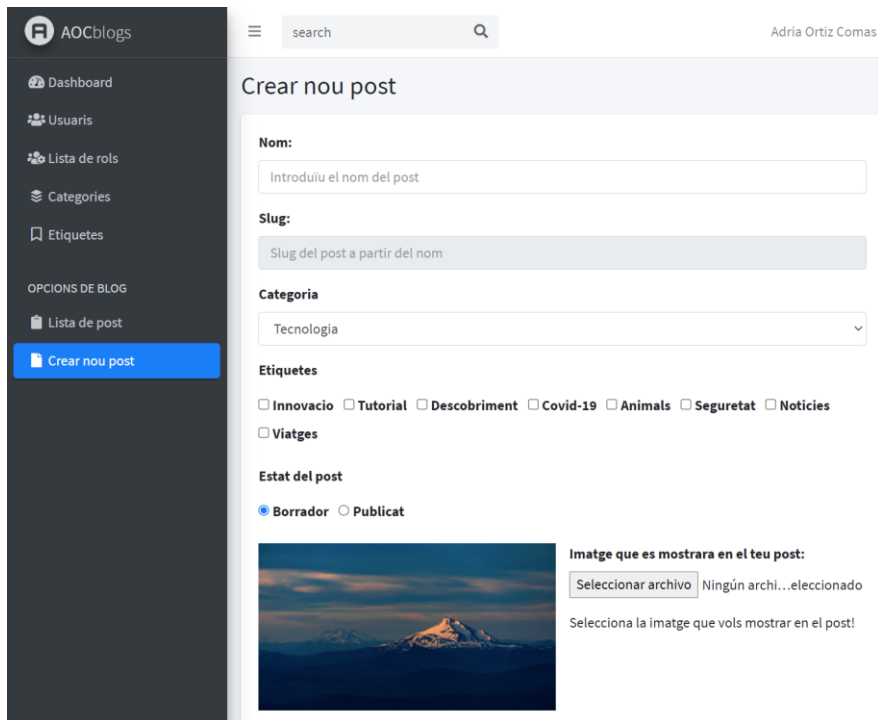 AOCblogs
search
Adria Ortiz Comas
Dashboard
Usuaris
Lista de rols
Categories
Etiquetes
OPCIONS DE BLOG
Lista de post
Crear nou post
Crear nou post
Nom:
Introduïu el nom del post
Slug:
Slug del post a partir del nom
Categoria
Tecnologia
Etiquetes
Innovacio Tutorial Descobriment Covid-19 Animals Seguretat Noticies
Viatges
Estat del post
Borrador Publicat
Imatge que es mostrara en el teu post:
Seleccionar archivo Ningún archi…eleccionado
Selecciona la imatge que vols mostrar en el post!